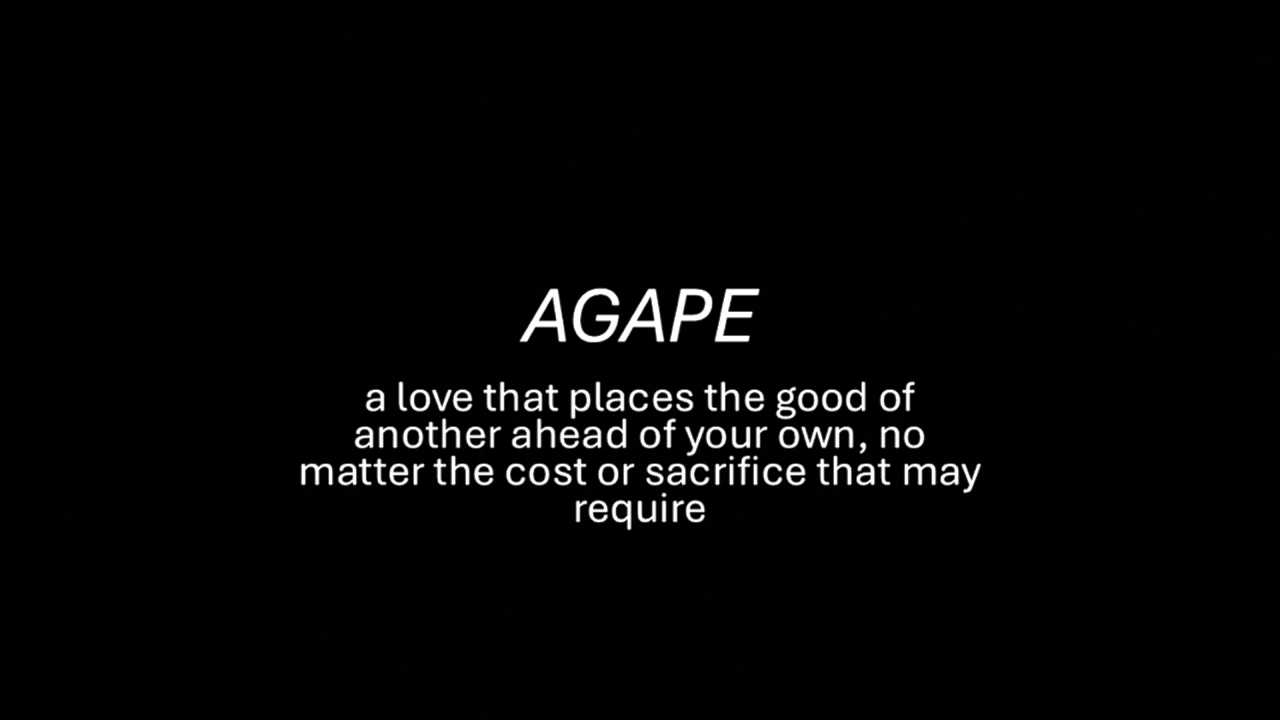 AGAPE
a love that places the good of
another ahead of your own, no
matter the cost or sacrifice that may
require